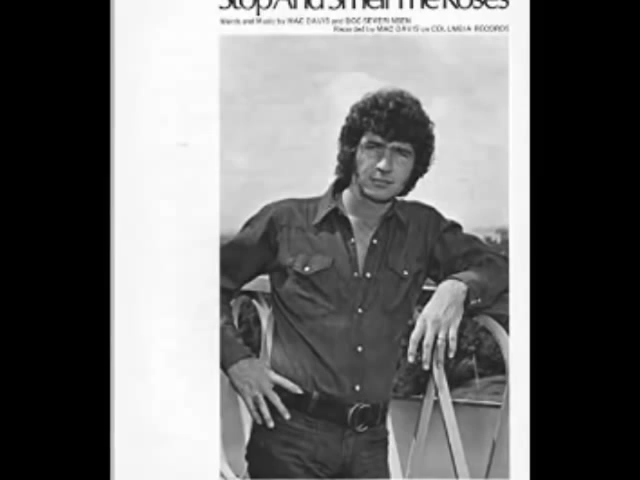 Stop And Smell The Roses
Words and Music by MAC DAVIS and DOC SEVERINSEN
Recorded by MAC DAVIS on COLUMBIA RECORDS